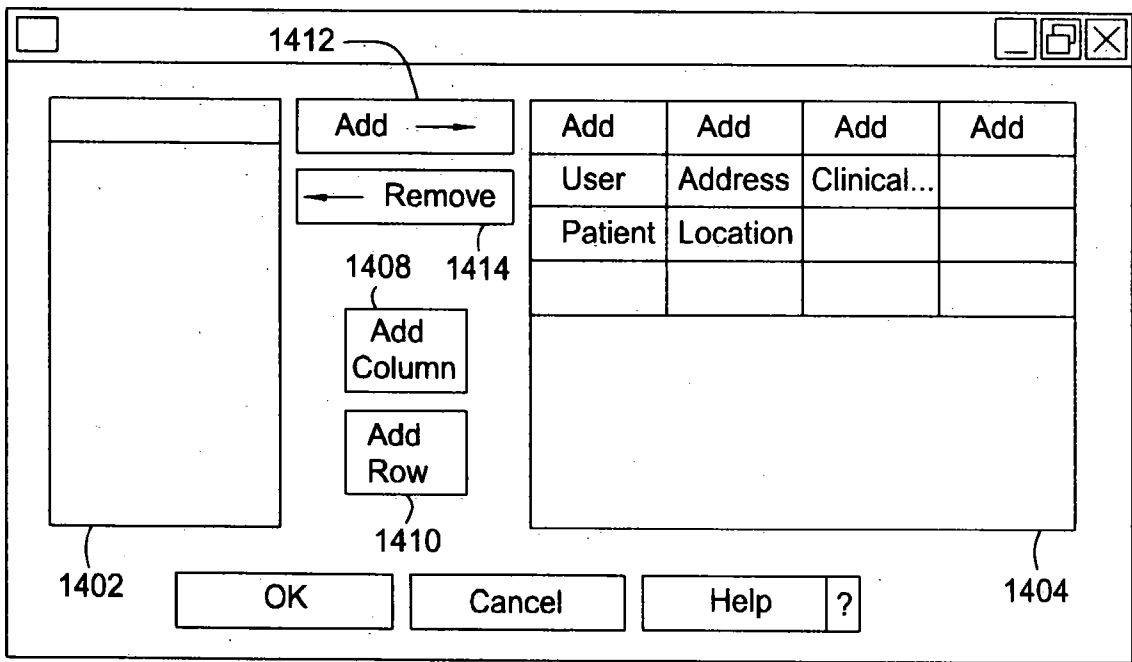 1412
Add
Remove
1408 1414
Add
Column
Add
Row
1410
Add Add Add Add
User Address Clinical...
Patient Location
1402
1404
OK Cancel Help ?